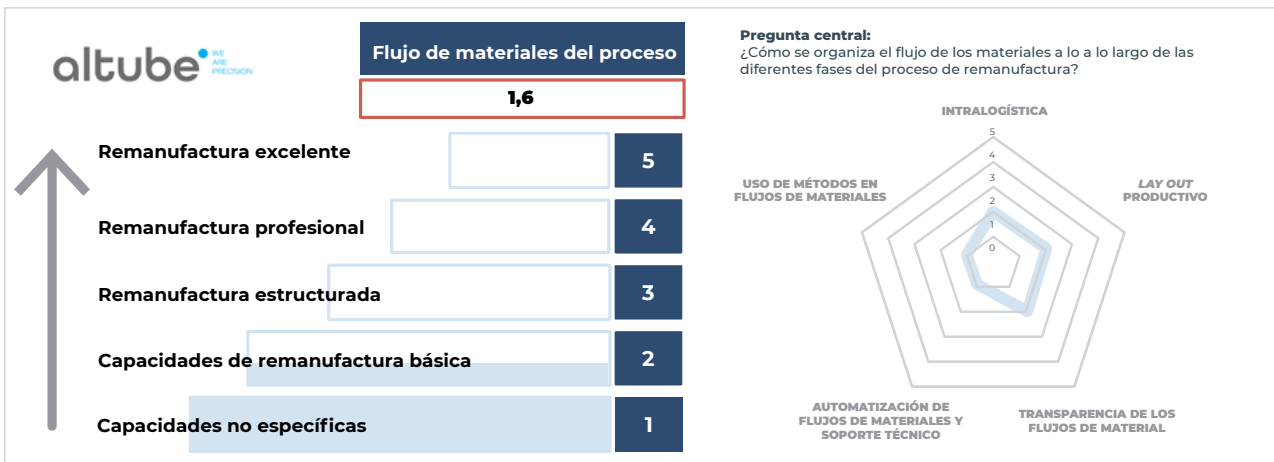 altube
WE
ARE
PRECISION
Flujo de materiales del proceso
1,6
Remanufactura excelente
5
Remanufactura profesional
4
Remanufactura estructurada
3
Capacidades de remanufactura básica
2
Capacidades no específicas
1
Pregunta central:
¿Cómo se organiza el flujo de los materiales a lo a lo largo de las
diferentes fases del proceso de remanufactura?
INTRALOGÍSTICA
5
4
3
2
1
0
USO DE MÉTODOS EN
FLUJOS DE MATERIALES
LAY OUT
PRODUCTIVO
AUTOMATIZACIÓN DE
FLUJOS DE MATERIALES Y
SOPORTE TÉCNICO
TRANSPARENCIA DE LOS
FLUJOS DE MATERIAL